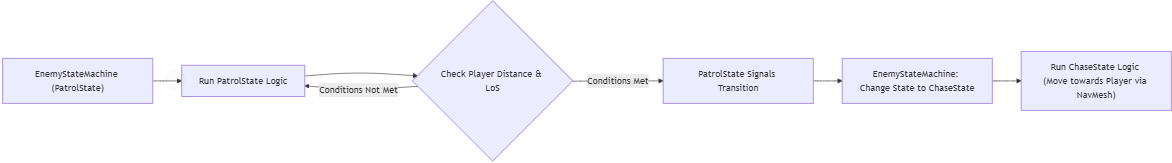 EnemyStateMachine
(PatrolState)
Run PatrolState Logic
Conditions Not Met
Check Player Distance &
LoS
Conditions Met
PatrolState Signals
Transition
EnemyStateMachine:
Change State to ChaseState
Run ChaseState Logic
(Move towards Player via
NavMesh)